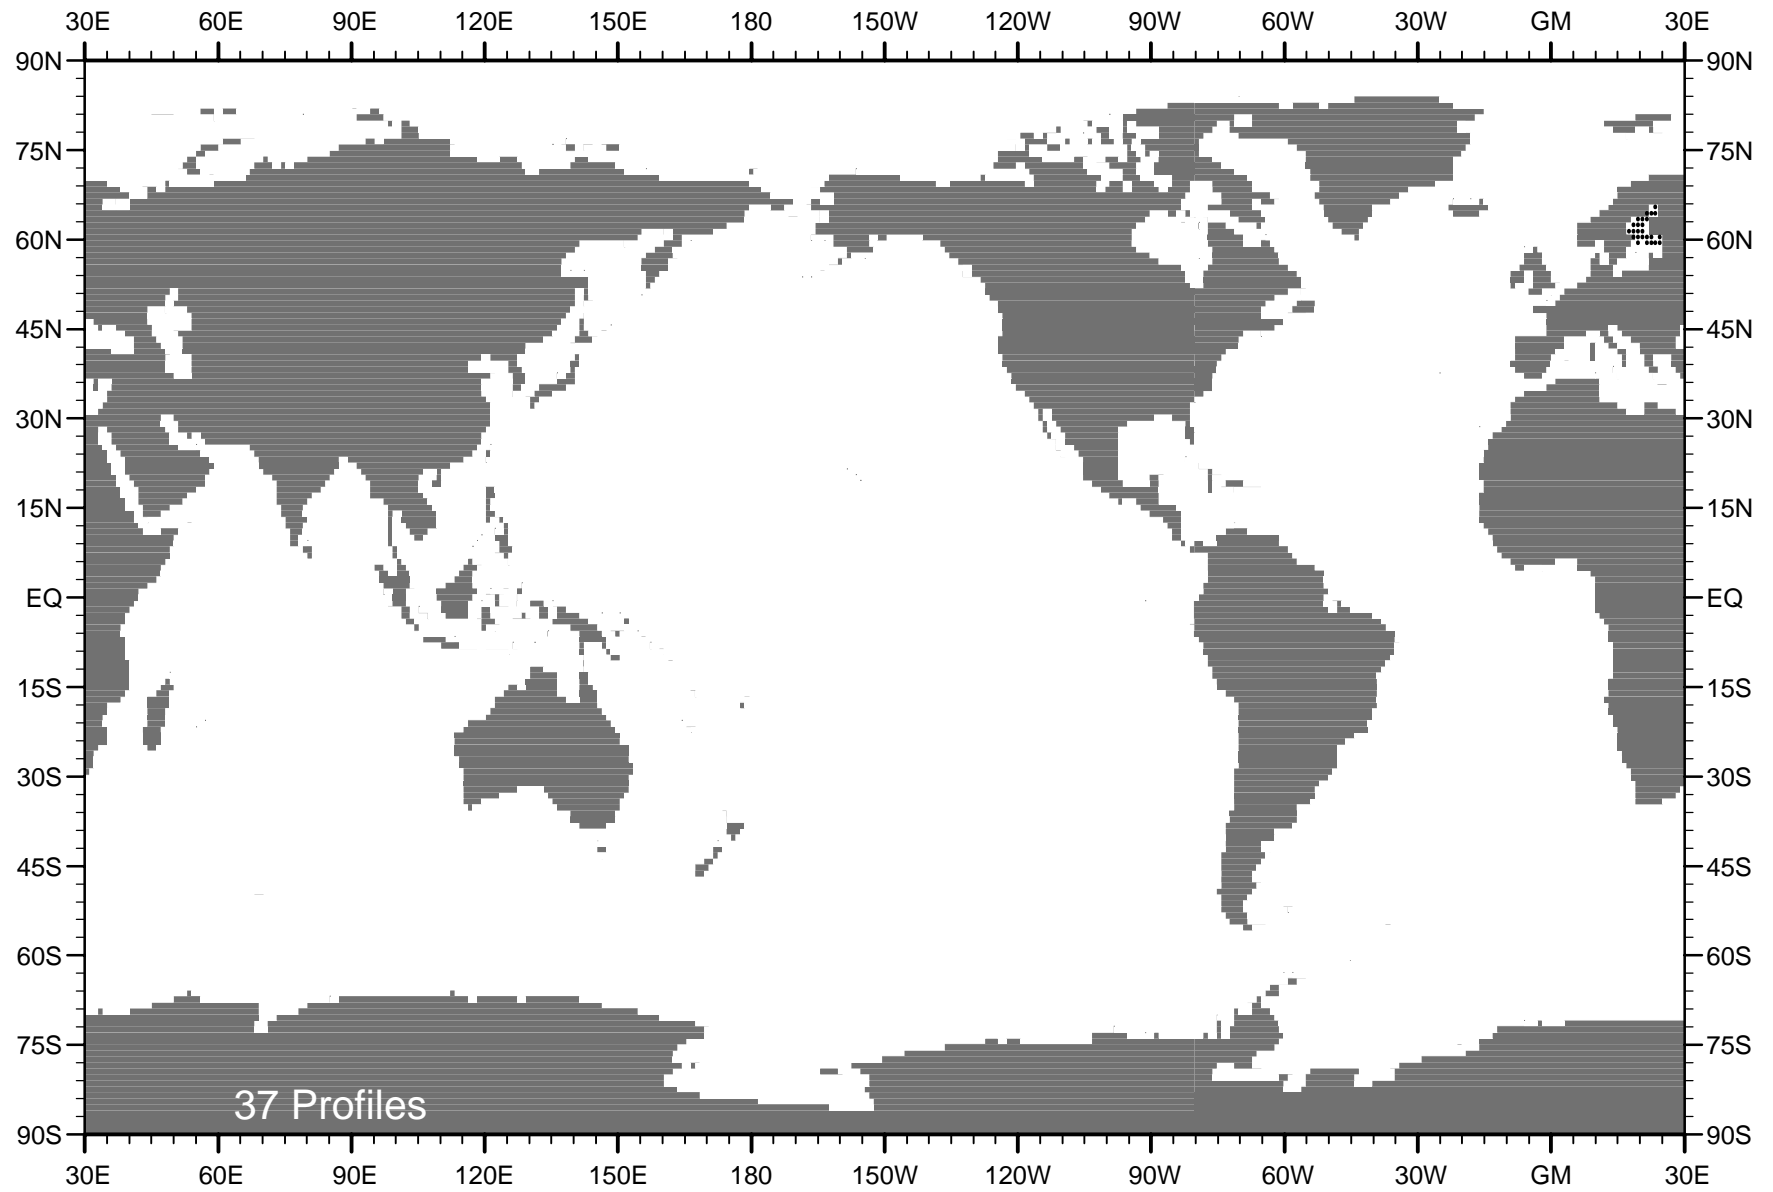 30E 60E 90E 120E 150E 180 150W 120W 90W 60W 30W GM 30E
90N 90N
75N 75N
60N 60N
45N 45N
30N 30N
15N 15N
EQ EQ
15S 15S
30S 30S
45S 45S
60S 60S
75S 75S
37 Profiles
90S 90S
30E 60E 90E 120E 150E 180 150W 120W 90W 60W 30W GM 30E